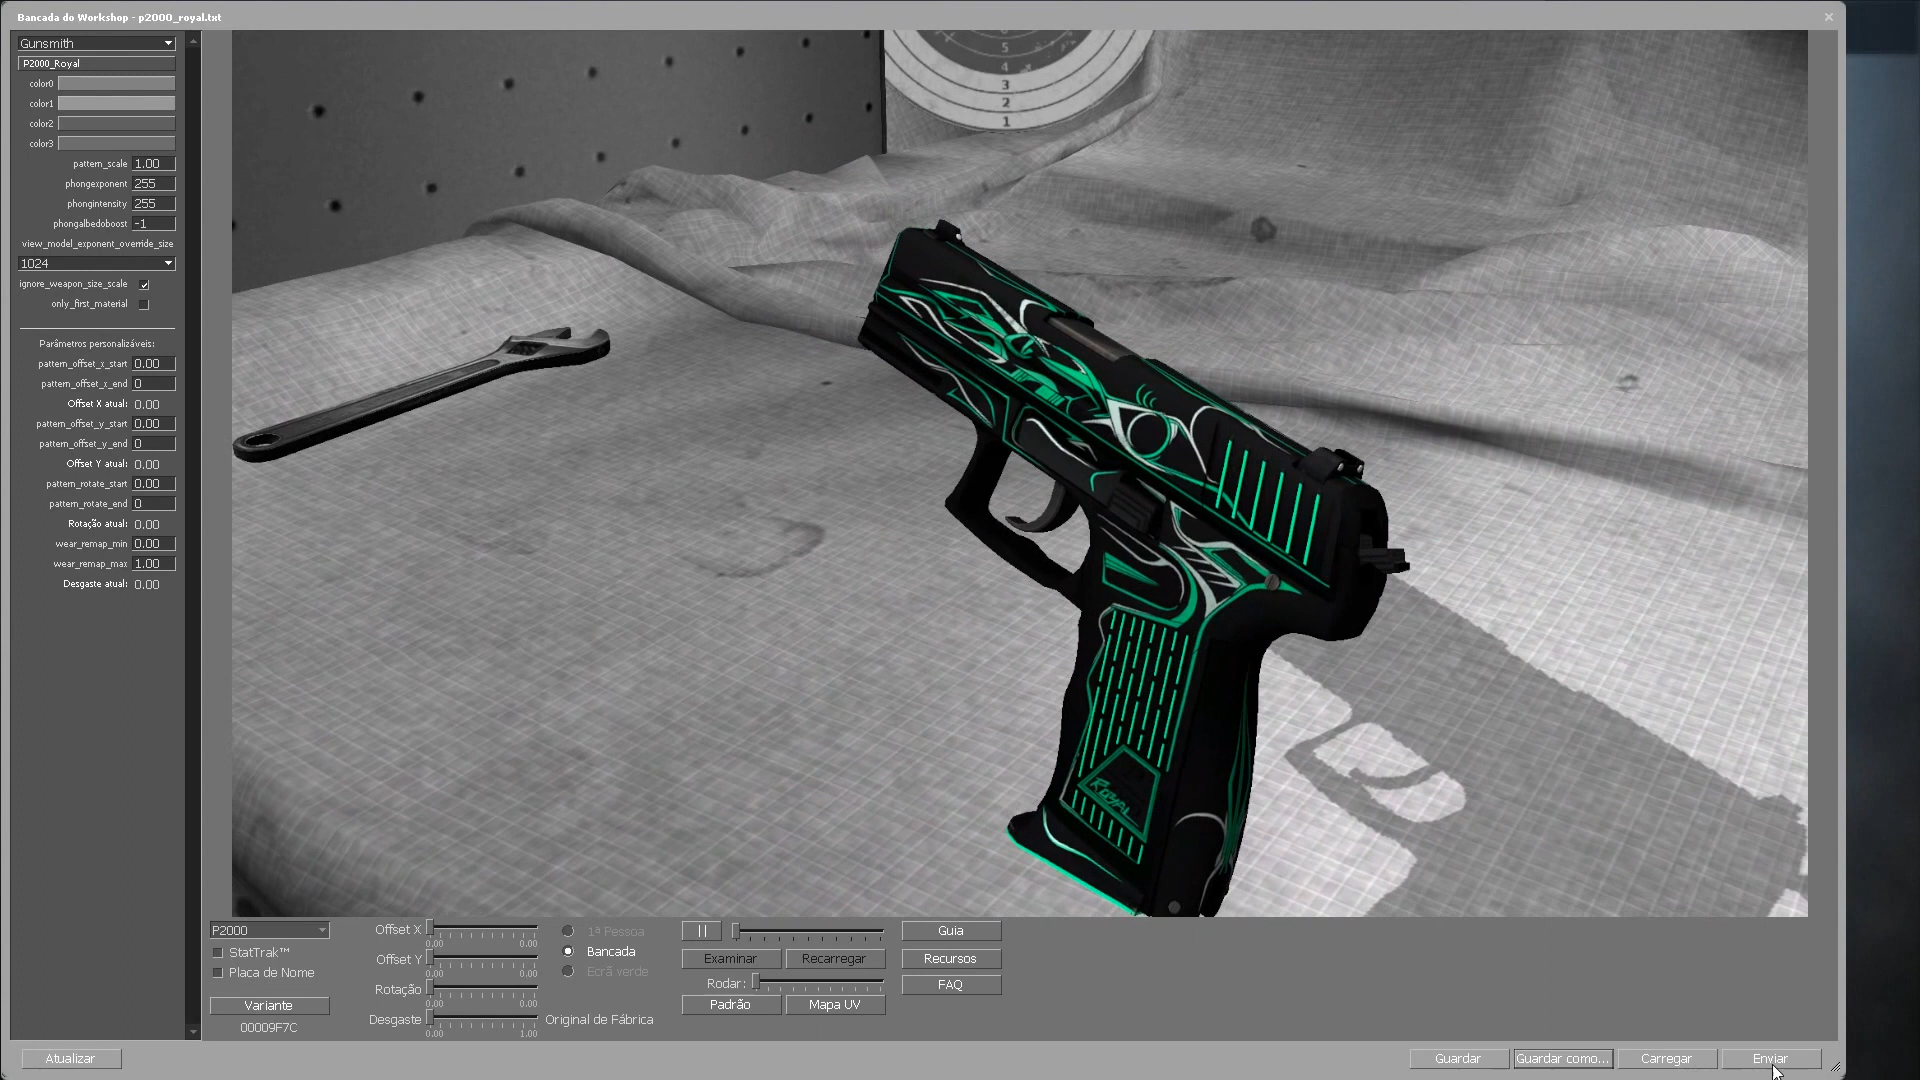 Bancada do Workshop - p2000_royal.txt
Gunsmith
P2000_Royal
color0
color1
color2
color3
pattern_scale 1.00
phongexponent 255
phongintensity 255
phongalbedoboost -1
view_model_exponent_override_size
1024
ignore_weapon_size_scale
only_first_material
Parâmetros personalizáveis:
pattern_offset_x_start 0.00
pattern_offset_x_end 0
Offset X atual: 0.00
pattern_offset_y_start 0.00
pattern_offset_y_end 0
Offset Y atual: 0.00
pattern_rotate_start 0.00
pattern_rotate_end 0
Rotação atual: 0.00
wear_remap_min 0.00
wear_remap_max 1.00
Desgaste atual: 0.00
5
4
3
2
1
Royal
P2000
StatTrak™
Placa de Nome
Variante
00009F7C
Offset X
0.00 0.00
Offset Y
0.00 0.00
Rotação
0.00 0.00
Desgaste
0.00 1.00
Original de Fábrica
1ª Pessoa
Bancada
Ecrã verde
Examinar Recarregar
Rodar:
Padrão Mapa UV
Guia
Recursos
FAQ
Atualizar
Guardar Guardar como... Carregar Enviar